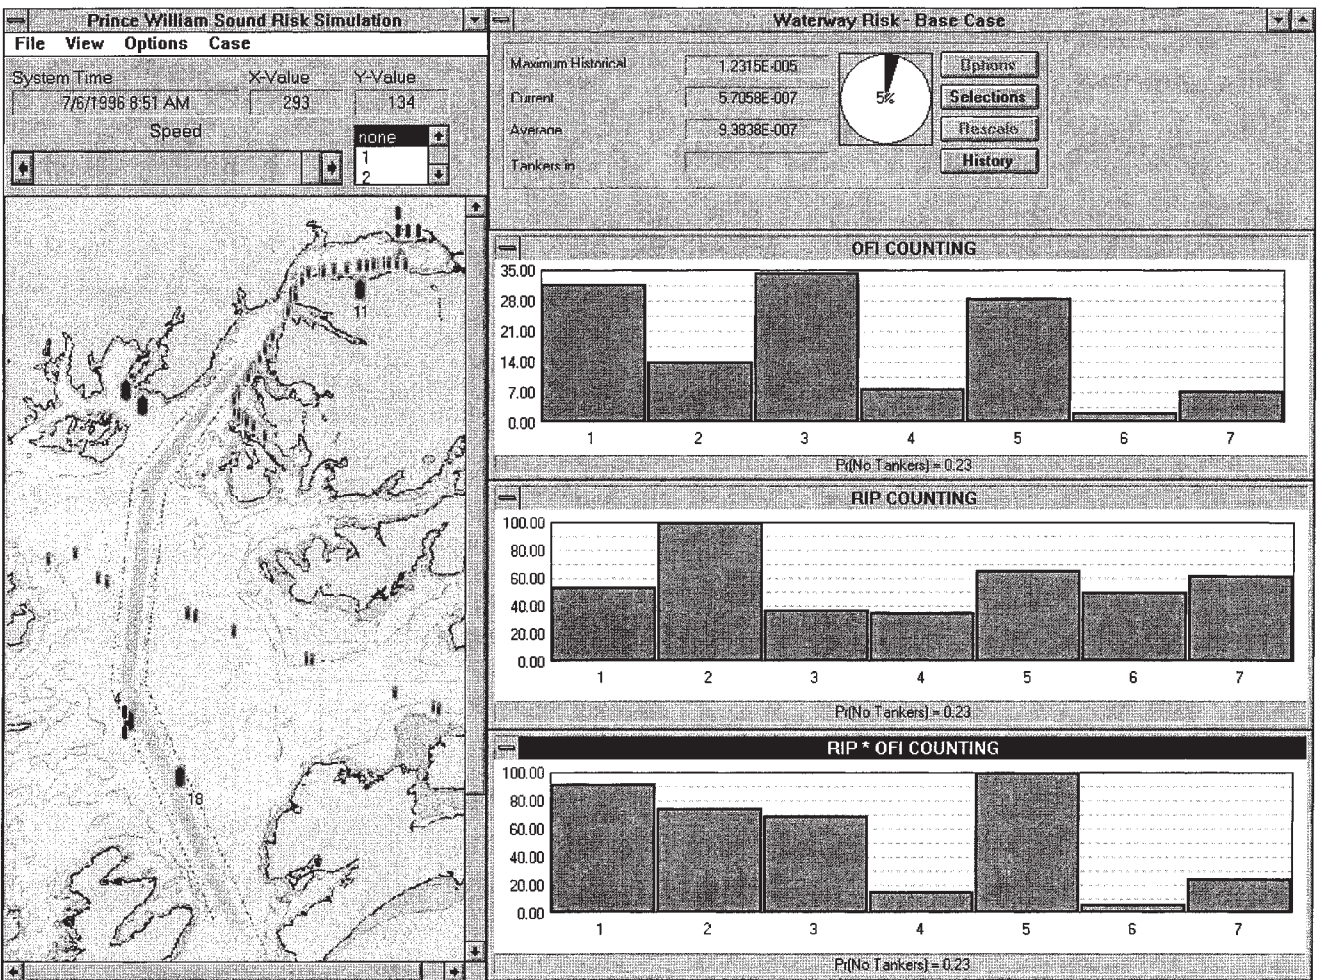 Prince William Sound Risk Simulation
File View Options Case
System Time X-Value Y-Value
7/6/1996 8:51 AM 293 134
Speed
none
1
2
11
18
Waterway Risk - Base Case
Maximum Historical 1.2315E-005
Current 5.7058E-007
Average 9.3838E-007
Tankers in
5%
Options
Selections
Rescale
History
OFI COUNTING
35.00
28.00
21.00
14.00
7.00
0.00
1 2 3 4 5 6 7
Pr(No Tankers) = 0.23
RIP COUNTING
100.00
80.00
60.00
40.00
20.00
0.00
1 2 3 4 5 6 7
Pr(No Tankers) = 0.23
RIP * OFI COUNTING
100.00
80.00
60.00
40.00
20.00
0.00
1 2 3 4 5 6 7
Pr(No Tankers) = 0.23